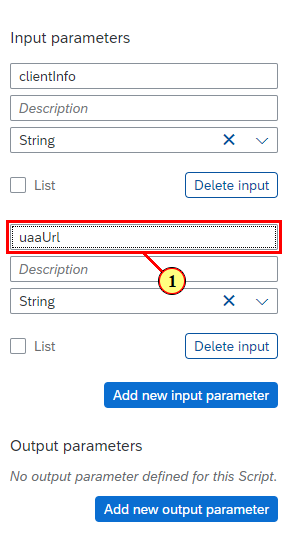 Input parameters
clientInfo
Description
String
List
Delete input
uaaUrl
Description
1
String
List
Delete input
Add new input parameter
Output parameters
No output parameter defined for this Script.
Add new output parameter